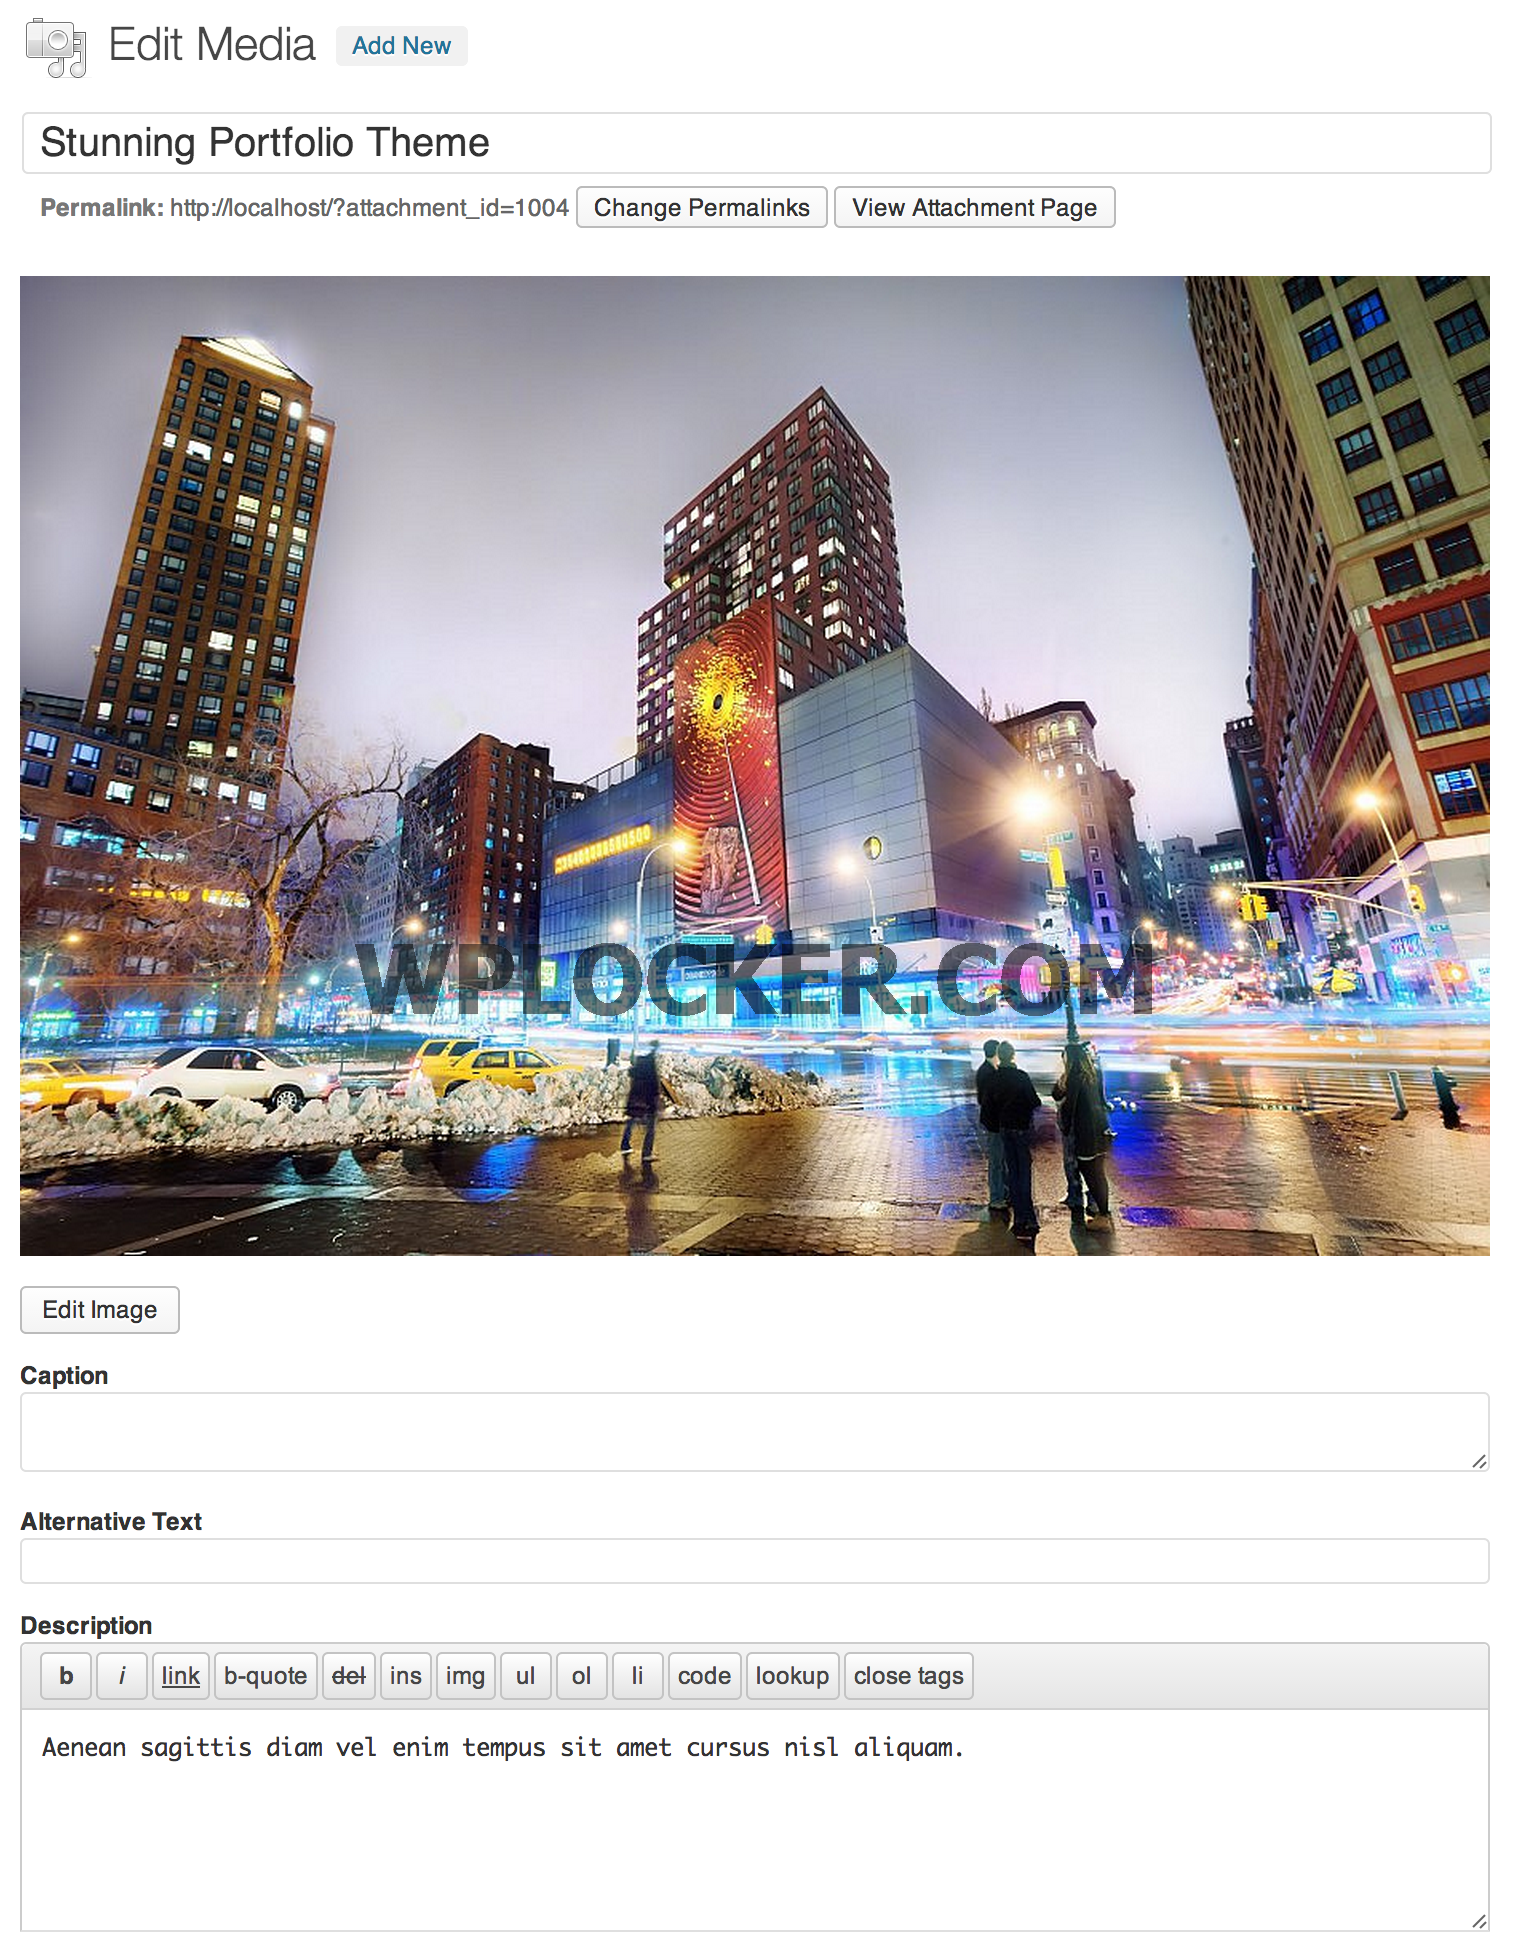 Edit Media Add New
Stunning Portfolio Theme
Permalink: http://localhost/?attachment_id=1004 Change Permalinks View Attachment Page
WPLOCKER.COM
Edit Image
Caption
Alternative Text
Description
b i link b-quote del ins img ul ol li code lookup close tags
Aenean sagittis diam vel enim tempus sit amet cursus nisl aliquam.